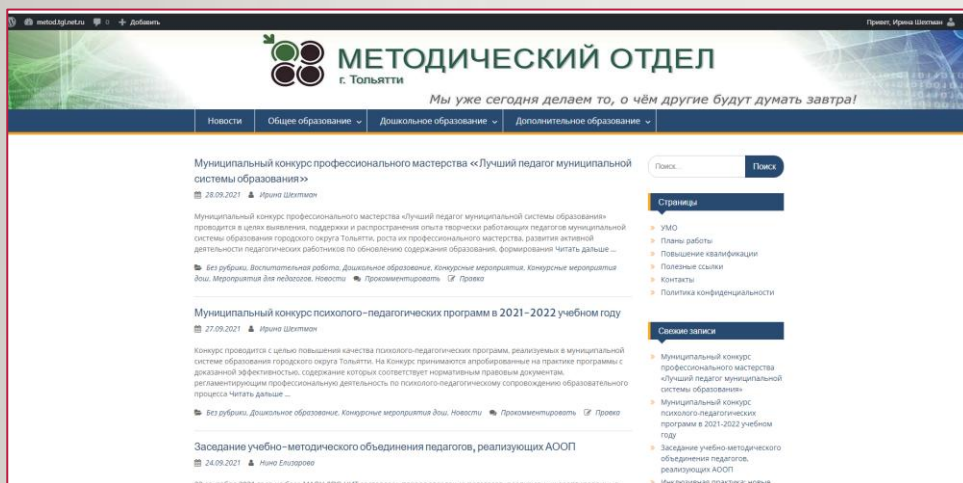 metod.tgl.net.ru 0 + Добавить
Привет, Ирина Шехтман
МЕТОДИЧЕСКИЙ ОТДЕЛ
г. Тольятти
Мы уже сегодня делаем то, о чём другие будут думать завтра!
Новости Общее образование Дошкольное образование Дополнительное образование
Муниципальный конкурс профессионального мастерства «Лучший педагог муниципальной
системы образования»
28.09.2021 Ирина Шехтман
Муниципальный конкурс профессионального мастерства «Лучший педагог муниципальной системы образования»
проводится в целях выявления, поддержки и распространения опыта творчески работающих педагогов муниципальной
системы образования городского округа Тольятти, роста их профессионального мастерства, развития активной
деятельности педагогических работников по обновлению содержания образования, формирования Читать дальше ...
Без рубрики, Воспитательная работа, Дошкольное образование, Конкурсные мероприятия, Конкурсные мероприятия
дош, Мероприятия для педагогов, Новости Прокомментировать Правка
Муниципальный конкурс психолого-педагогических программ в 2021-2022 учебном году
27.09.2021 Ирина Шехтман
Конкурс проводится с целью повышения качества психолого-педагогических программ, реализуемых в муниципальной
системе образования городского округа Тольятти. На Конкурс принимаются апробированные на практике программы с
доказанной эффективностью, содержание которых соответствует нормативным правовым документам,
регламентирующим профессиональную деятельность по психолого-педагогическому сопровождению образовательного
процесса Читать дальше ...
Без рубрики, Дошкольное образование, Конкурсные мероприятия дош, Новости Прокомментировать Правка
Заседание учебно-методического объединения педагогов, реализующих АООП
24.09.2021 Нина Елизарова
Поиск... Поиск
Страницы
УМО
Планы работы
Повышение квалификации
Полезные ссылки
Контакты
Политика конфиденциальности
Свежие записи
Муниципальный конкурс
профессионального мастерства
«Лучший педагог муниципальной
системы образования»
Муниципальный конкурс
психолого-педагогических
программ в 2021-2022 учебном
году
Заседание учебно-методического
объединения педагогов,
реализующих АООП
Инклюзивная практика: новые